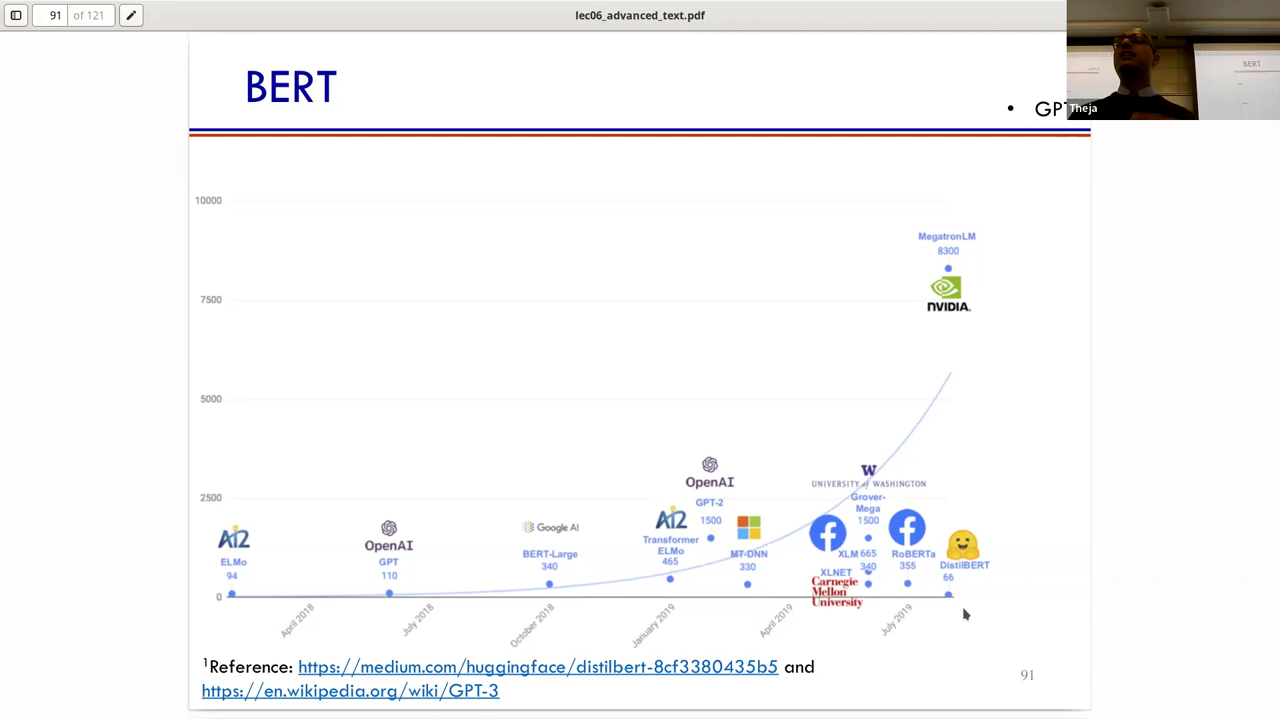 91 of 121
lec06_advanced_text.pdf
BERT
• GPT
Theja
BERT
10000
7500
5000
2500
0
MegatronLM
8300
NVIDIA.
OpenAI
GPT-2
1500
W
UNIVERSITY of WASHINGTON
Grover-
Mega
1500
AI2
ELMo
94
OpenAI
GPT
110
Google AI
BERT-Large
340
AI2
Transformer
ELMo
465
MT-DNN
330
XLM 665
XLNET 340
Carnegie
Mellon
University
RoBERTa
355
DistilBERT
66
April 2018
July 2018
October 2018
January 2019
April 2019
July 2019
1Reference: https://medium.com/huggingface/distilbert-8cf3380435b5 and
https://en.wikipedia.org/wiki/GPT-3
91